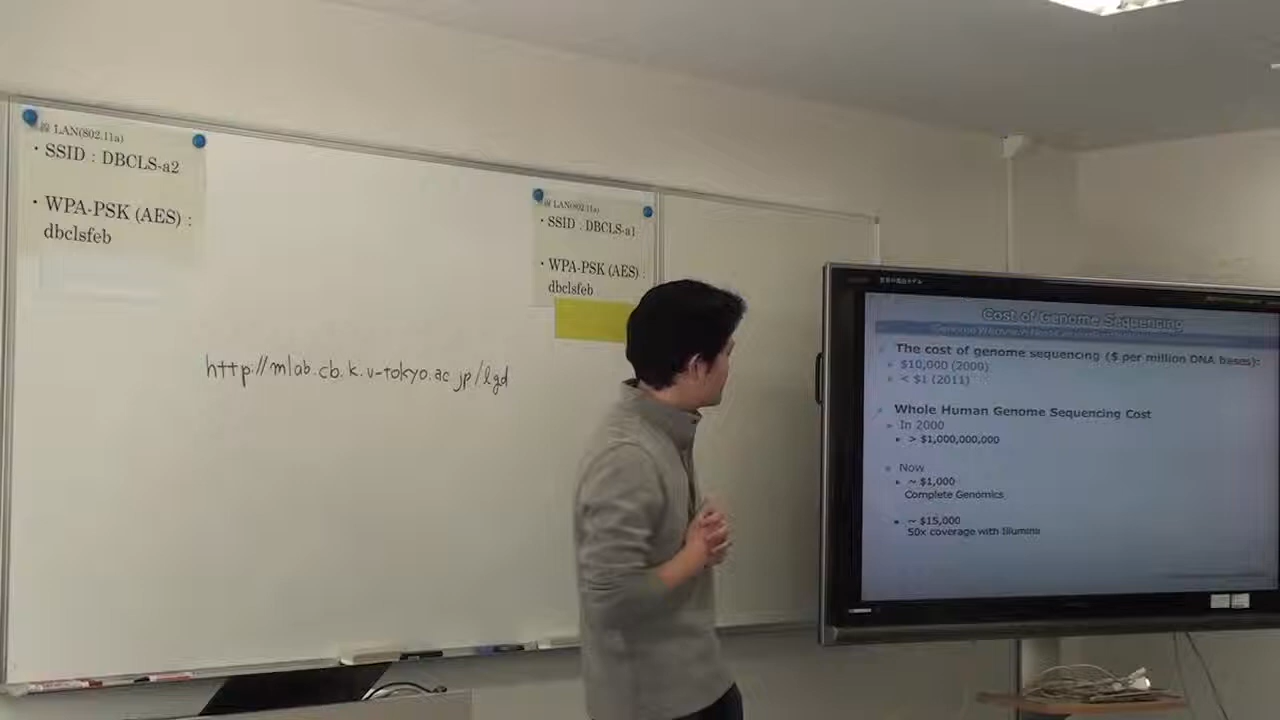 LAN(802.11a)
・SSID : DBCLS-a2
・WPA-PSK (AES) :
dbclsfeb
LAN(802.11a)
・SSID : DBCLS-a1
・WPA-PSK (AES) :
dbclsfeb
http://mlab.cb.k.u-tokyo.ac.jp/lgd
Cost of Genome Sequencing
The cost of genome sequencing ($ per million DNA bases):
$10,000 (2000)
< $1 (2011)
Whole Human Genome Sequencing Cost
In 2000
> $1,000,000,000
Now
~ $1,000
Complete Genomics
~ $15,000
50x coverage with Illumina